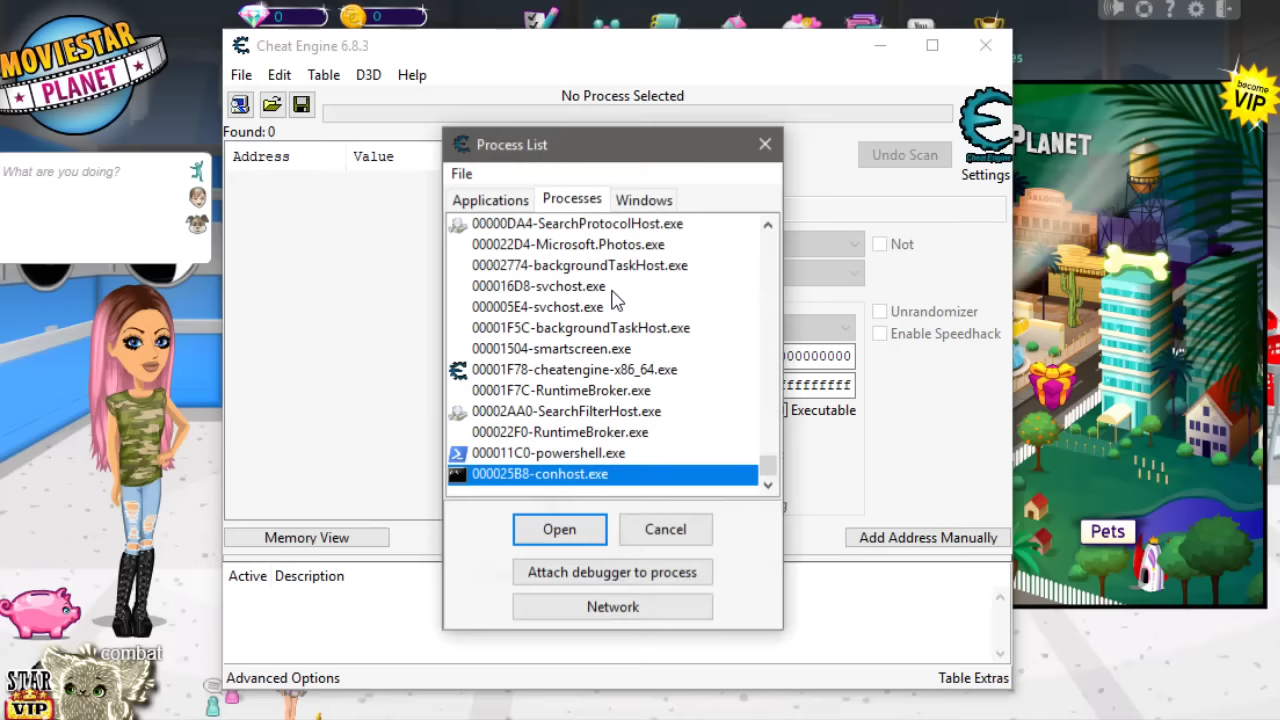 0
0
MOVIESTAR
PLANET
What are you doing?
combat
STAR
VIP
Cheat Engine 6.8.3
File Edit Table D3D Help
No Process Selected
Found: 0
Address Value
Undo Scan
Cheat Engine
Settings
Not
Unrandomizer
Enable Speedhack
Executable
Memory View
Add Address Manually
Active Description
Advanced Options
Table Extras
Process List
File
Applications Processes Windows
00000DA4-SearchProtocolHost.exe
000022D4-Microsoft.Photos.exe
00002774-backgroundTaskHost.exe
000016D8-svchost.exe
000005E4-svchost.exe
00001F5C-backgroundTaskHost.exe
00001504-smartscreen.exe
00001F78-cheatengine-x86_64.exe
00001F7C-RuntimeBroker.exe
00002AA0-SearchFilterHost.exe
000022F0-RuntimeBroker.exe
000011C0-powershell.exe
000025B8-conhost.exe
Open Cancel
Attach debugger to process
Network
become
VIP
PLANET
SALOON
Pets